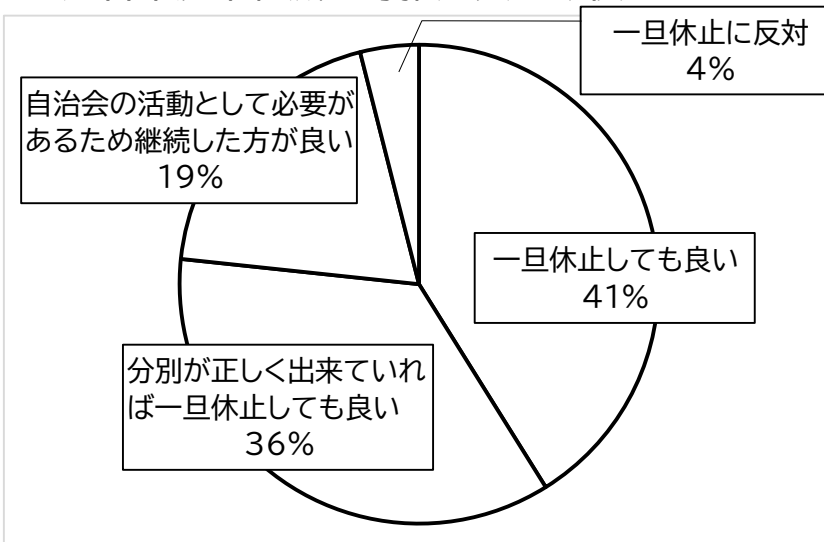 一旦休止に反対
4%
自治会の活動として必要が
あるため継続した方が良い
19%
一旦休止しても良い
41%
分別が正しく出来ていれ
ば一旦休止しても良い
36%